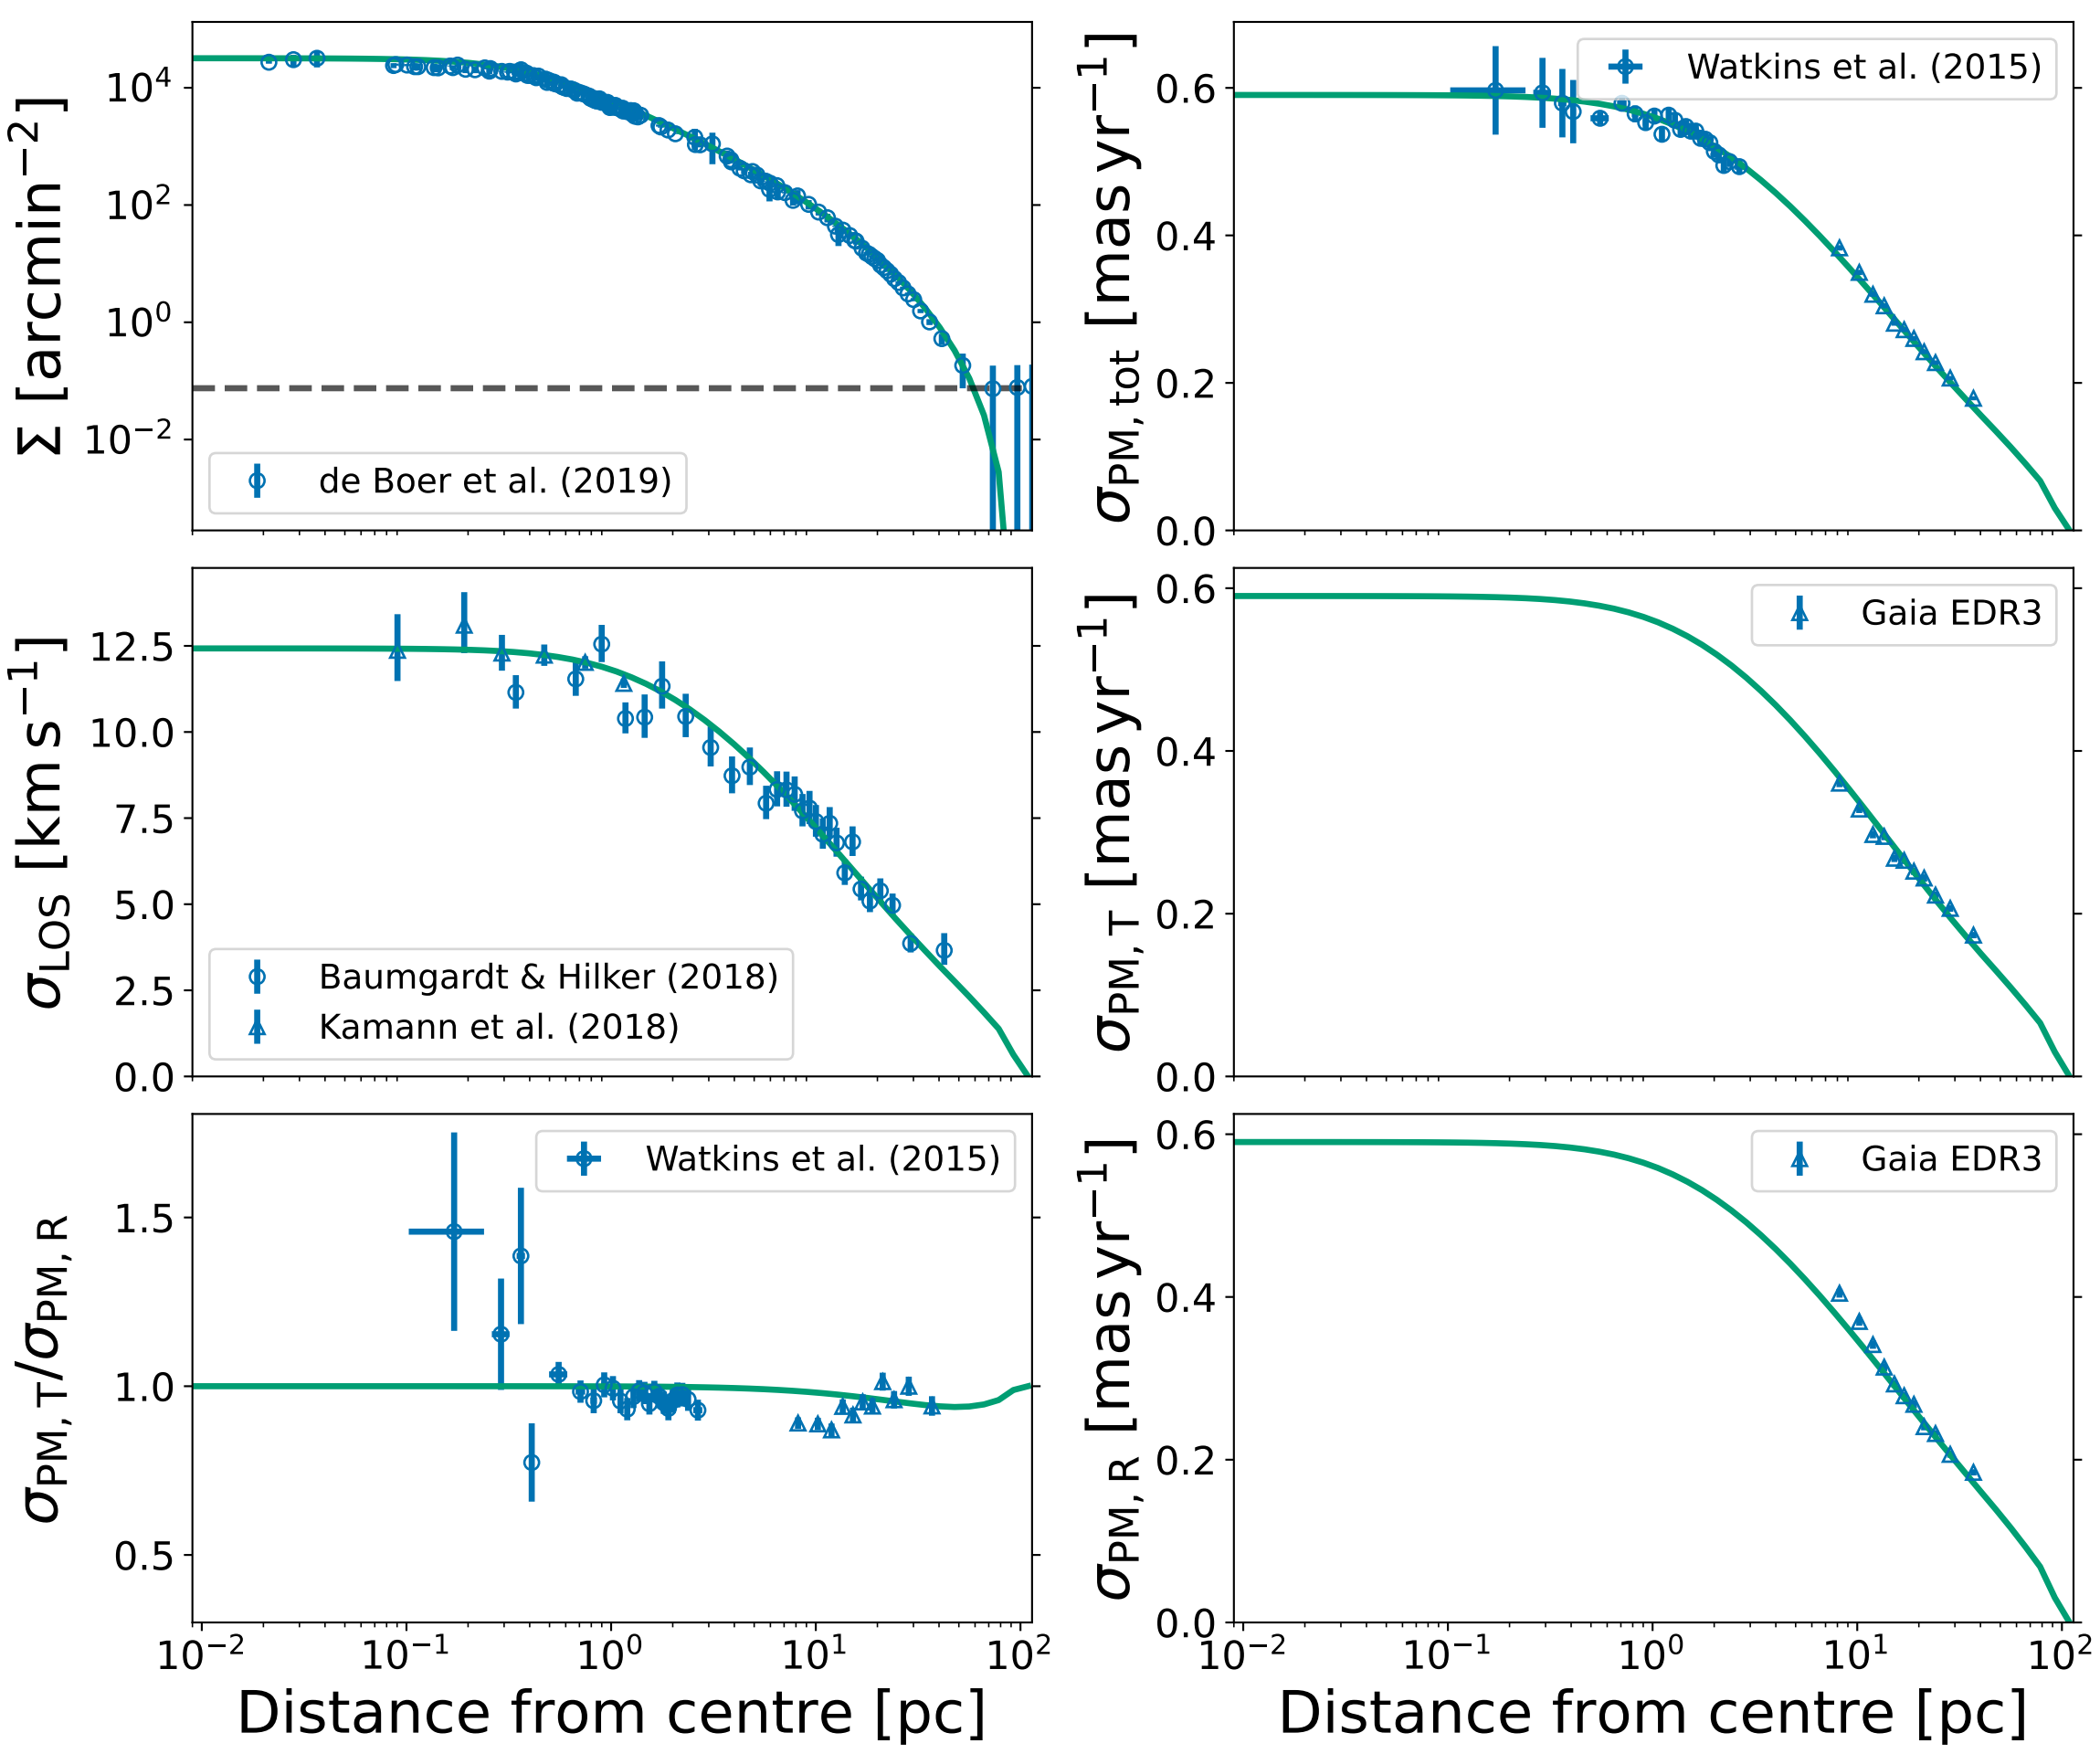 Σ [arcmin⁻²]
10⁴
10²
10⁰
10⁻²
de Boer et al. (2019)
σPM, tot [mas yr⁻¹]
0.6
0.4
0.2
0.0
Watkins et al. (2015)
σLOS [km s⁻¹]
12.5
10.0
7.5
5.0
2.5
0.0
Baumgardt & Hilker (2018)
Kamann et al. (2018)
σPM, T [mas yr⁻¹]
0.6
0.4
0.2
0.0
Gaia EDR3
σPM, T/σPM, R
1.5
1.0
0.5
Watkins et al. (2015)
10⁻² 10⁻¹ 10⁰ 10¹ 10²
Distance from centre [pc]
σPM, R [mas yr⁻¹]
0.6
0.4
0.2
0.0
Gaia EDR3
10⁻² 10⁻¹ 10⁰ 10¹ 10²
Distance from centre [pc]